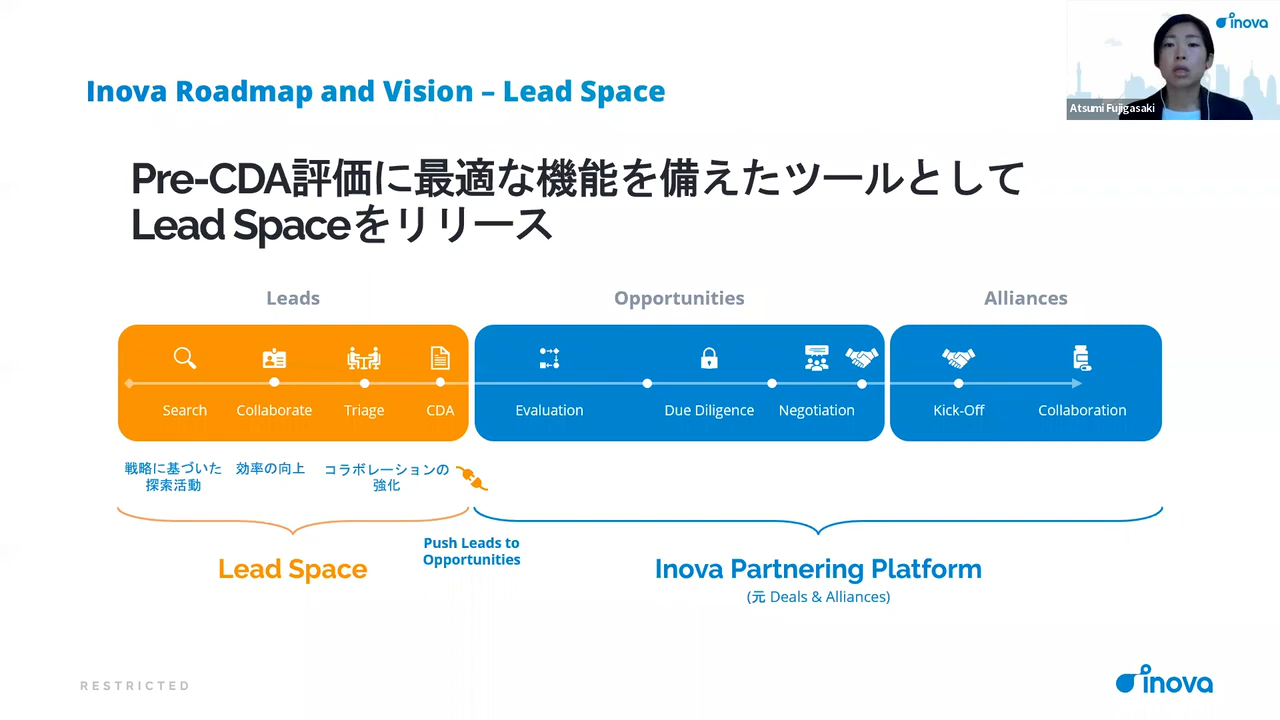 inova
Atsumi Fujigasaki
Inova Roadmap and Vision – Lead Space
Pre-CDA評価に最適な機能を備えたツールとして
Lead Spaceをリリース
Leads
Opportunities
Alliances
Search
Collaborate
Triage
CDA
Evaluation
Due Diligence
Negotiation
Kick-Off
Collaboration
戦略に基づいた
探索活動
効率の向上
コラボレーションの
強化
Push Leads to
Opportunities
Lead Space
Inova Partnering Platform
(元 Deals & Alliances)
RESTRICTED
inova